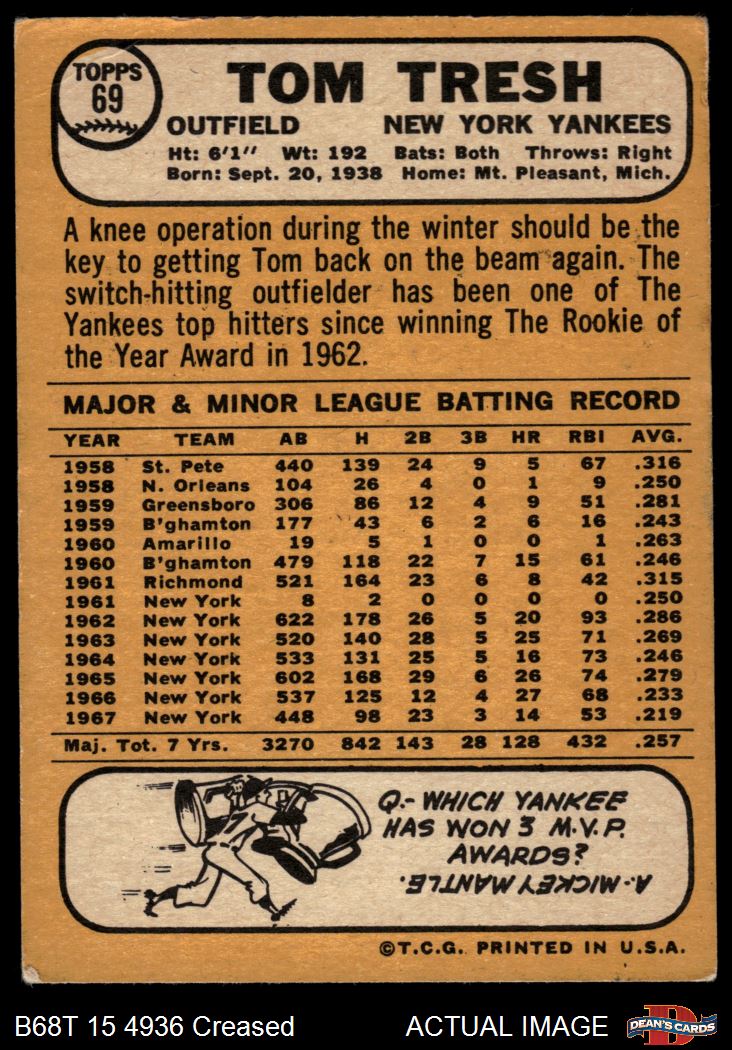 TOPPS
69
TOM TRESH
OUTFIELD NEW YORK YANKEES
Ht: 6'1" Wt: 192 Bats: Both Throws: Right
Born: Sept. 20, 1938 Home: Mt. Pleasant, Mich.
A knee operation during the winter should be the
key to getting Tom back on the beam again. The
switch-hitting outfielder has been one of The
Yankees top hitters since winning The Rookie of
the Year Award in 1962.
MAJOR & MINOR LEAGUE BATTING RECORD
YEAR TEAM AB H 2B 3B HR RBI AVG.
1958 St. Pete 440 139 24 9 5 67 .316
1958 N. Orleans 104 26 4 0 1 9 .250
1959 Greensboro 306 86 12 4 9 51 .281
1959 B'ghamton 177 43 6 2 6 16 .243
1960 Amarillo 19 5 1 0 0 1 .263
1960 B'ghamton 479 118 22 7 15 61 .246
1961 Richmond 521 164 23 6 8 42 .315
1961 New York 8 2 0 0 0 0 .250
1962 New York 622 178 26 5 20 93 .286
1963 New York 520 140 28 5 25 71 .269
1964 New York 533 131 25 5 16 73 .246
1965 New York 602 168 29 6 26 74 .279
1966 New York 537 125 12 4 27 68 .233
1967 New York 448 98 23 3 14 53 .219
Maj. Tot. 7 Yrs. 3270 842 143 28 128 432 .257
Q.- WHICH YANKEE
HAS WON 3 M.V.P.
AWARDS?
A.- MICKEY MANTLE.
©T.C.G. PRINTED IN U.S.A.
B68T 15 4936 Creased ACTUAL IMAGE
DEAN'S CARDS